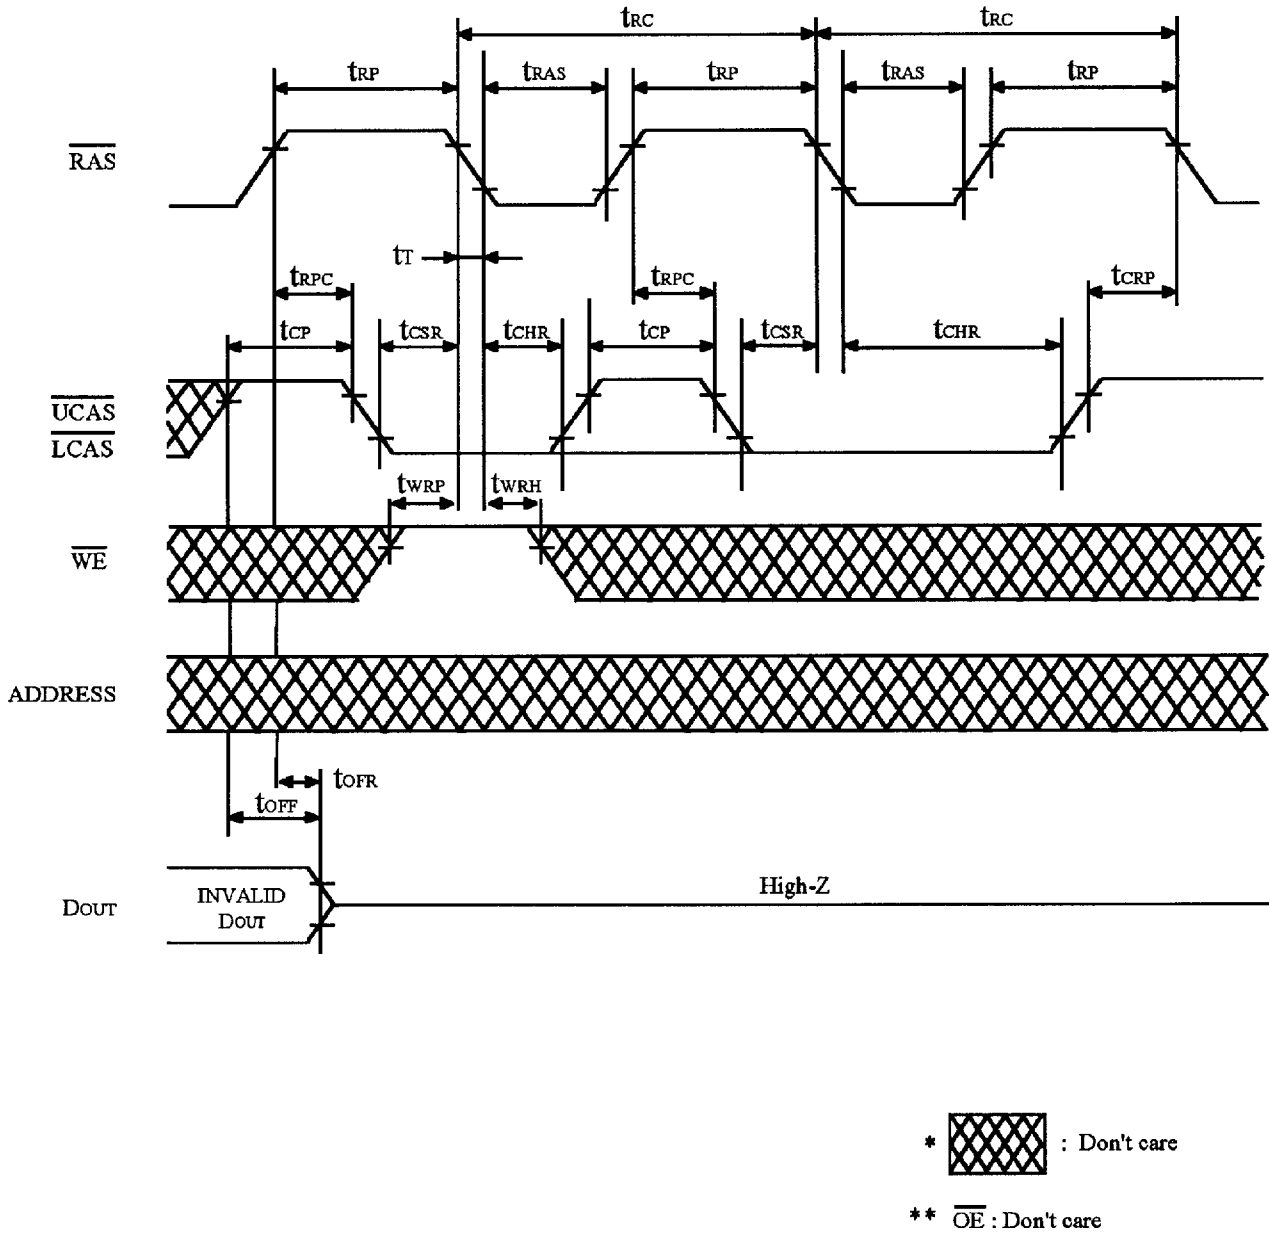 tRC tRC
tRP tRAS tRP tRAS tRP
RAS
tT
tRPC tRPC tCRP
tCP tCSR tCHR tCP tCSR tCHR
UCAS
LCAS
tWRP tWRH
WE
ADDRESS
tOFR
tOFF
DOUT
INVALID
DOUT
High-Z
* : Don't care
** OE : Don't care